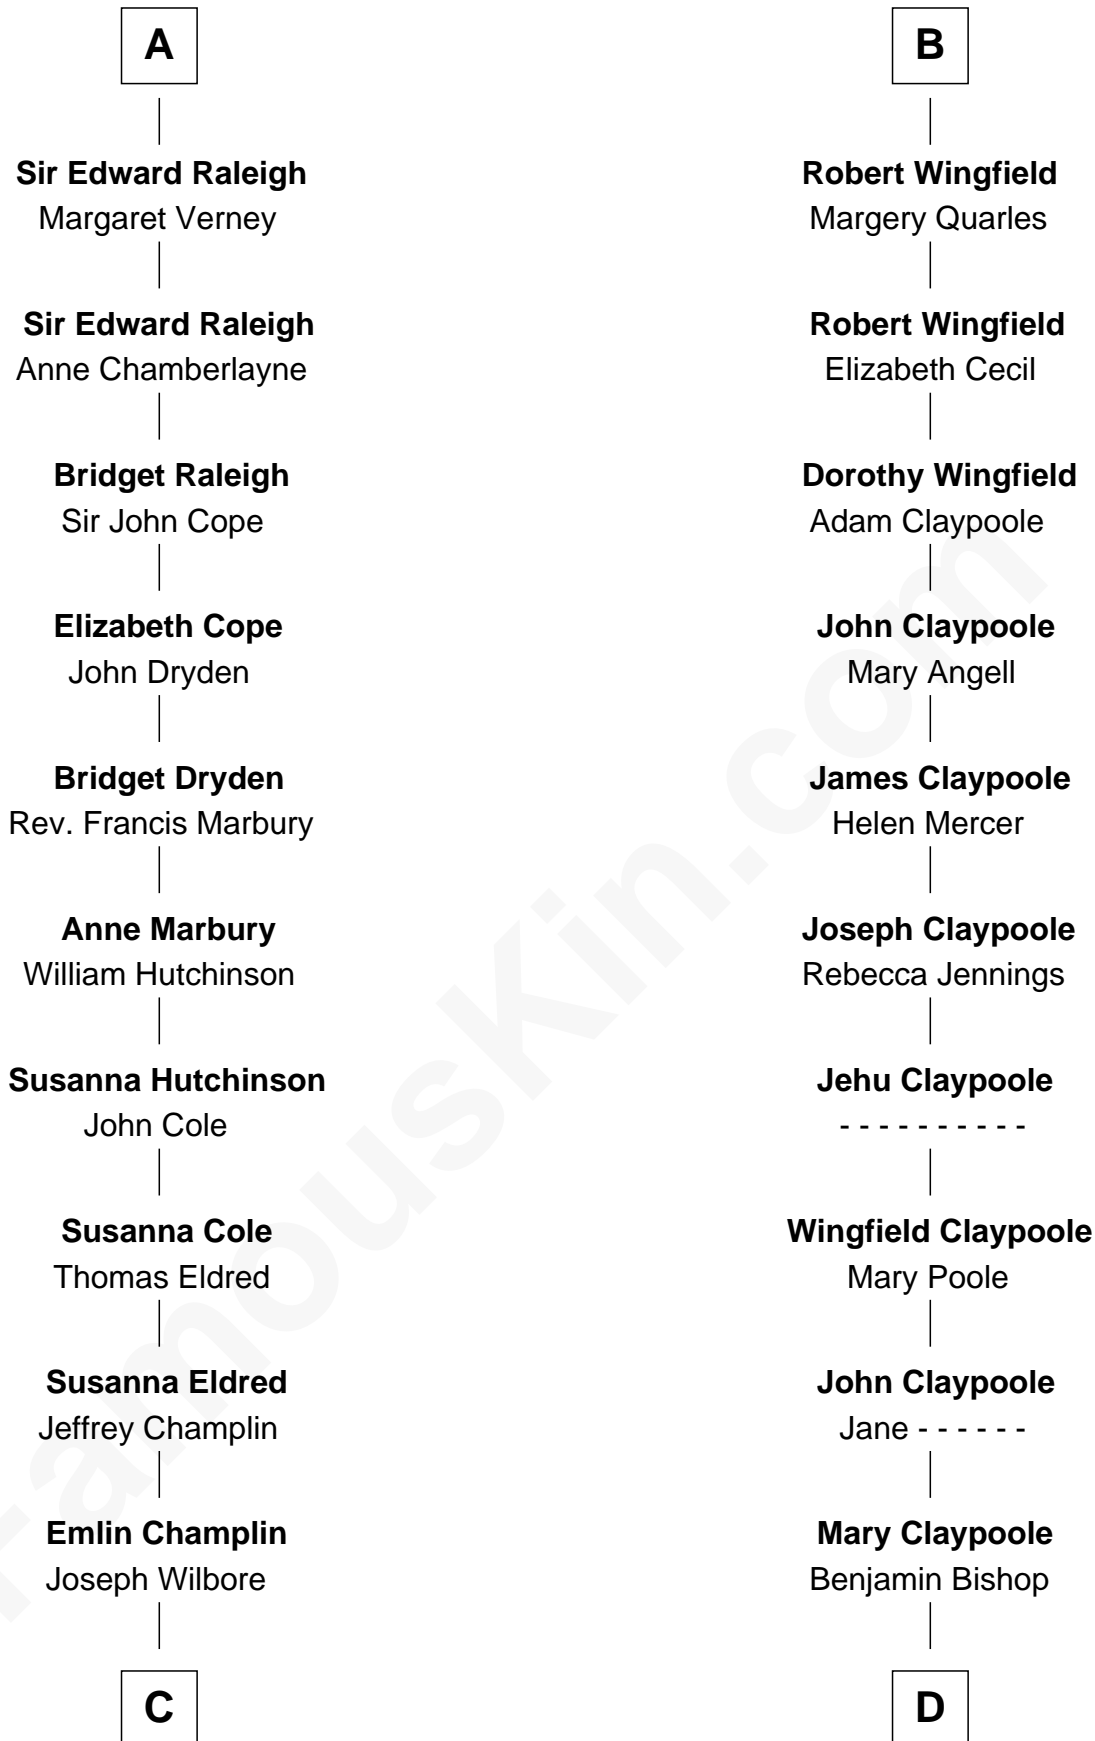 A
Sir Edward Raleigh
Margaret Verney
Sir Edward Raleigh
Anne Chamberlayne
Bridget Raleigh
Sir John Cope
Elizabeth Cope
John Dryden
Bridget Dryden
Rev. Francis Marbury
Anne Marbury
William Hutchinson
Susanna Hutchinson
John Cole
Susanna Cole
Thomas Eldred
Susanna Eldred
Jeffrey Champlin
Emlin Champlin
Joseph Wilbore
C
B
Robert Wingfield
Margery Quarles
Robert Wingfield
Elizabeth Cecil
Dorothy Wingfield
Adam Claypoole
John Claypoole
Mary Angell
James Claypoole
Helen Mercer
Joseph Claypoole
Rebecca Jennings
Jehu Claypoole
- - - - - - - - - -
Wingfield Claypoole
Mary Poole
John Claypoole
Jane - - - - - -
Mary Claypoole
Benjamin Bishop
D
FamousKin.com